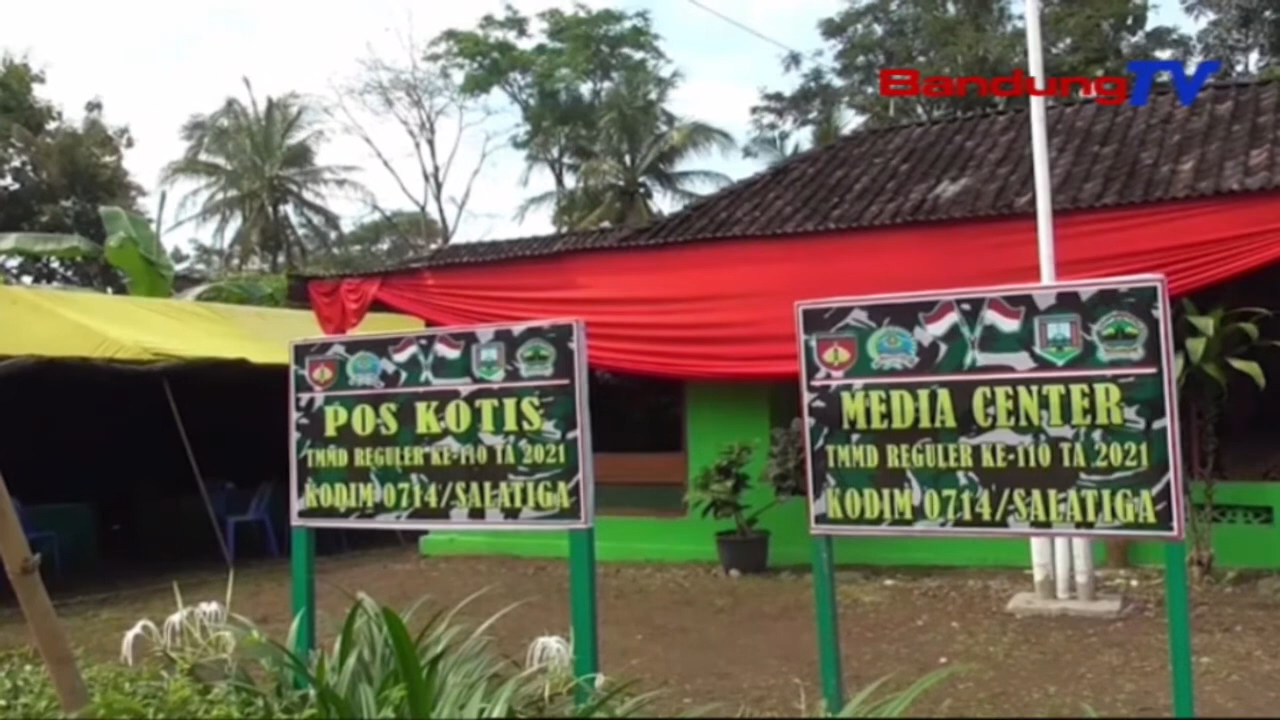 BandungTV
POS KOTIS
TMMD REGULER KE-110 TA 2021
KODIM 0714/SALATIGA
MEDIA CENTER
TMMD REGULER KE-110 TA 2021
KODIM 0714/SALATIGA